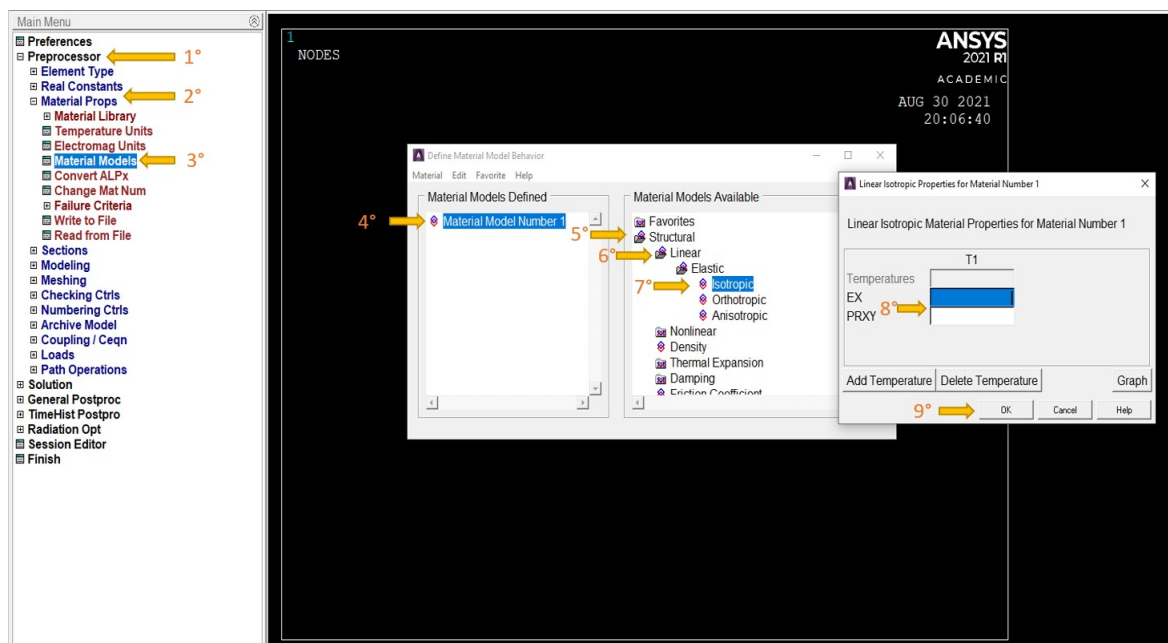 Main Menu
Preferences
Preprocessor
1°
Element Type
Real Constants
Material Props
2°
Material Library
Temperature Units
Electromag Units
Material Models
3°
Convert ALPx
Change Mat Num
Failure Criteria
Write to File
Read from File
Sections
Modeling
Meshing
Checking Ctrls
Numbering Ctrls
Archive Model
Coupling / Ceqn
Loads
Path Operations
Solution
General Postproc
TimeHist Postpro
Radiation Opt
Session Editor
Finish
1
NODES
ANSYS
2021 R1
ACADEMIC
AUG 30 2021
20:06:40
Define Material Model Behavior
Material Edit Favorite Help
Material Models Defined
4°
Material Model Number 1
Material Models Available
Favorites
5°
Structural
6°
Linear
Elastic
7°
Isotropic
Orthotropic
Anisotropic
Nonlinear
Density
Thermal Expansion
Damping
Friction Coefficient
Linear Isotropic Properties for Material Number 1
Linear Isotropic Material Properties for Material Number 1
T1
Temperatures
EX
8°
PRXY
Add Temperature Delete Temperature Graph
9°
OK Cancel Help